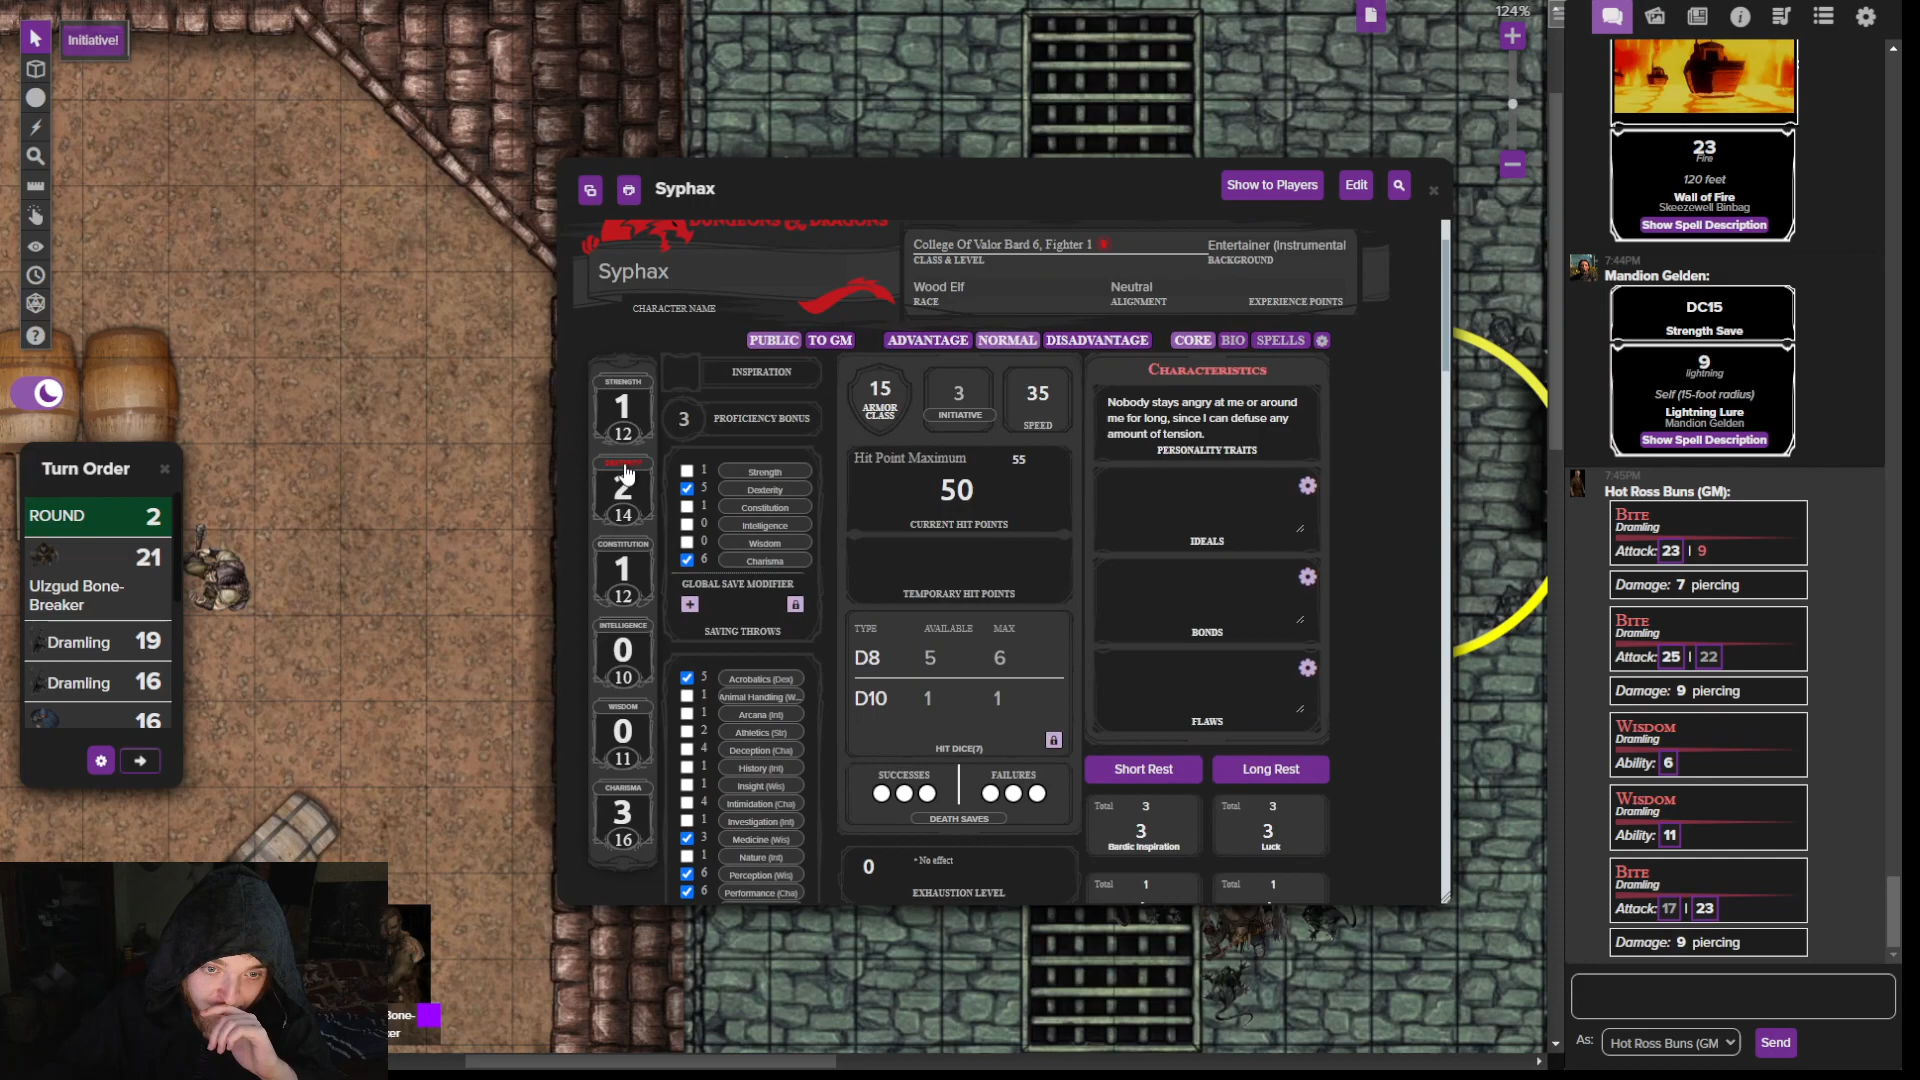 Initiative!
124%
Syphax
Show to Players
Edit
DUNGEONS & DRAGONS
Syphax
CHARACTER NAME
College Of Valor Bard 6, Fighter 1
CLASS & LEVEL
Entertainer (Instrumental
BACKGROUND
Wood Elf
RACE
Neutral
ALIGNMENT
EXPERIENCE POINTS
PUBLIC
TO GM
ADVANTAGE
NORMAL
DISADVANTAGE
CORE
BIO
SPELLS
STRENGTH
1
12
2
14
CONSTITUTION
1
12
INTELLIGENCE
0
10
WISDOM
0
11
CHARISMA
3
16
INSPIRATION
3
PROFICIENCY BONUS
1 Strength
5 Dexterity
1 Constitution
0 Intelligence
0 Wisdom
6 Charisma
GLOBAL SAVE MODIFIER
+
SAVING THROWS
5 Acrobatics (Dex)
1 Animal Handling (W...
1 Arcana (Int)
2 Athletics (Str)
4 Deception (Cha)
1 History (Int)
1 Insight (Wis)
4 Intimidation (Cha)
1 Investigation (Int)
3 Medicine (Wis)
1 Nature (Int)
6 Perception (Wis)
6 Performance (Cha)
15
ARMOR
CLASS
3
INITIATIVE
35
SPEED
Hit Point Maximum 55
50
CURRENT HIT POINTS
TEMPORARY HIT POINTS
TYPE AVAILABLE MAX
D8 5 6
D10 1 1
HIT DICE(7)
SUCCESSES
FAILURES
DEATH SAVES
0
• No effect
EXHAUSTION LEVEL
CHARACTERISTICS
Nobody stays angry at me or around
me for long, since I can defuse any
amount of tension.
PERSONALITY TRAITS
IDEALS
BONDS
FLAWS
Short Rest
Long Rest
Total 3
3
Bardic Inspiration
Total 3
3
Luck
Total 1
Total 1
Turn Order
ROUND 2
21
Ulzgud Bone-
Breaker
Dramling 19
Dramling 16
16
Bone-
er
23
Fire
120 feet
Wall of Fire
Skeezewell Binbag
Show Spell Description
7:44PM
Mandion Gelden:
DC15
Strength Save
9
lightning
Self (15-foot radius)
Lightning Lure
Mandion Gelden
Show Spell Description
7:45PM
Hot Ross Buns (GM):
BITE
Dramling
Attack: 23 | 9
Damage: 7 piercing
BITE
Dramling
Attack: 25 | 22
Damage: 9 piercing
WISDOM
Dramling
Ability: 6
WISDOM
Dramling
Ability: 11
BITE
Dramling
Attack: 17 | 23
Damage: 9 piercing
As:
Hot Ross Buns (GM
Send